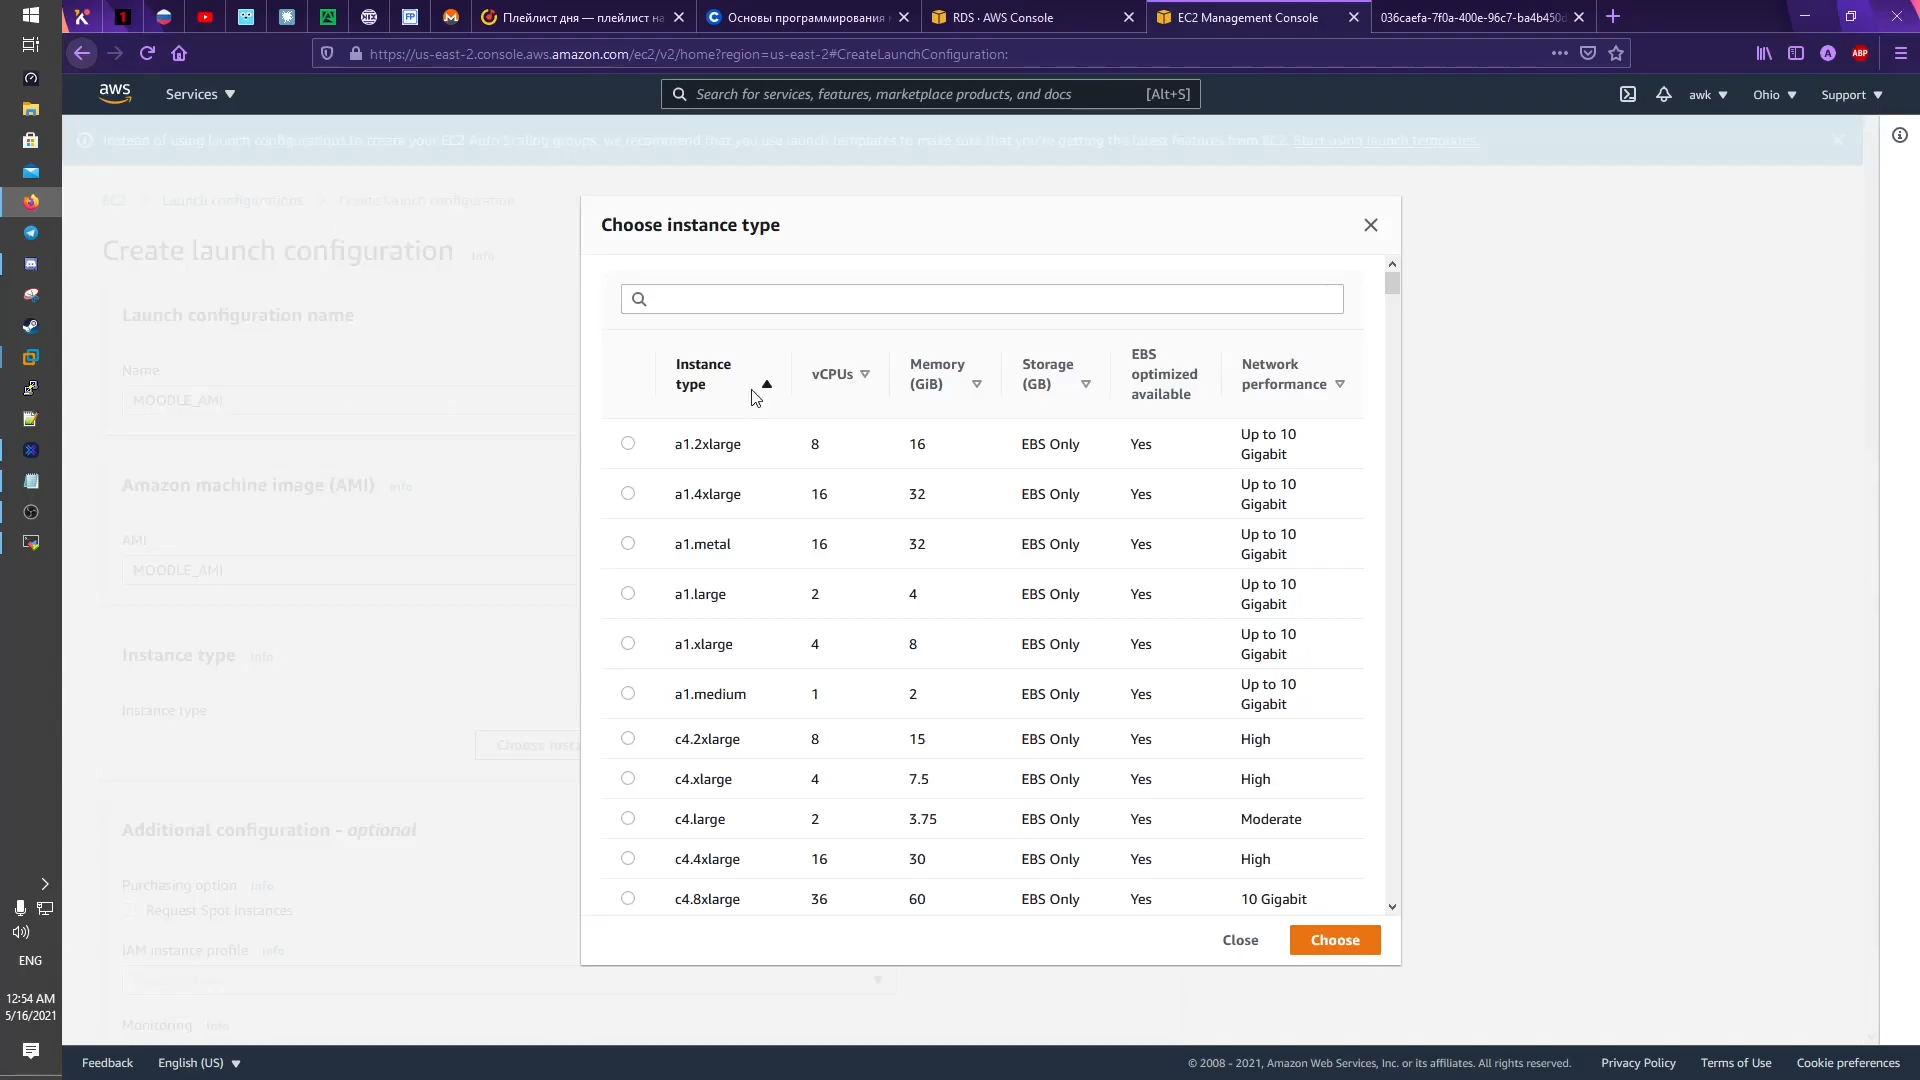 Плейлист дня — плейлист на
Основы программирования
RDS · AWS Console
EC2 Management Console
036caefa-7f0a-400e-96c7-ba4b450d
https://us-east-2.console.aws.amazon.com/ec2/v2/home?region=us-east-2#CreateLaunchConfiguration:
ABP
aws
Services
Search for services, features, marketplace products, and docs
[Alt+S]
awk
Ohio
Support
Instead of using launch configurations to create your EC2 Auto Scaling groups, we recommend that you use launch templates to make sure that you're getting the latest features from EC2. Start using launch templates.
EC2
Launch configurations
Create launch configuration
Create launch configuration
Info
Launch configuration name
Name
MOODLE_AMI
Amazon machine image (AMI)
Info
AMI
MOODLE_AMI
Instance type
Info
Instance type
Choose insta
Additional configuration - optional
Purchasing option
Info
Request Spot Instances
IAM instance profile
Info
Monitoring
Info
Choose instance type
Instance type
vCPUs
Memory (GiB)
Storage (GB)
EBS optimized available
Network performance
a1.2xlarge 8 16 EBS Only Yes Up to 10 Gigabit
a1.4xlarge 16 32 EBS Only Yes Up to 10 Gigabit
a1.metal 16 32 EBS Only Yes Up to 10 Gigabit
a1.large 2 4 EBS Only Yes Up to 10 Gigabit
a1.xlarge 4 8 EBS Only Yes Up to 10 Gigabit
a1.medium 1 2 EBS Only Yes Up to 10 Gigabit
c4.2xlarge 8 15 EBS Only Yes High
c4.xlarge 4 7.5 EBS Only Yes High
c4.large 2 3.75 EBS Only Yes Moderate
c4.4xlarge 16 30 EBS Only Yes High
c4.8xlarge 36 60 EBS Only Yes 10 Gigabit
Close
Choose
ENG
12:54 AM
5/16/2021
Feedback
English (US)
© 2008 - 2021, Amazon Web Services, Inc. or its affiliates. All rights reserved.
Privacy Policy
Terms of Use
Cookie preferences